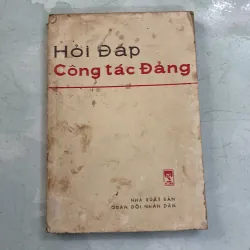 Hỏi Đáp
Công tác Đảng
NHÀ XUẤT BẢN
QUÂN ĐỘI NHÂN DÂN